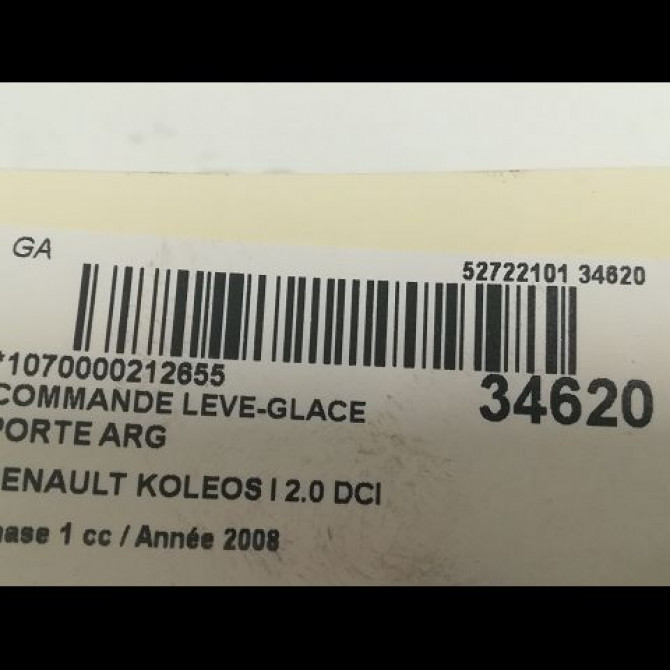 GA
52722101 34620
*1070000212655
34620
COMMANDE LEVE-GLACE
PORTE ARG
ENAULT KOLEOS I 2.0 DCI
hase 1 cc / Année 2008